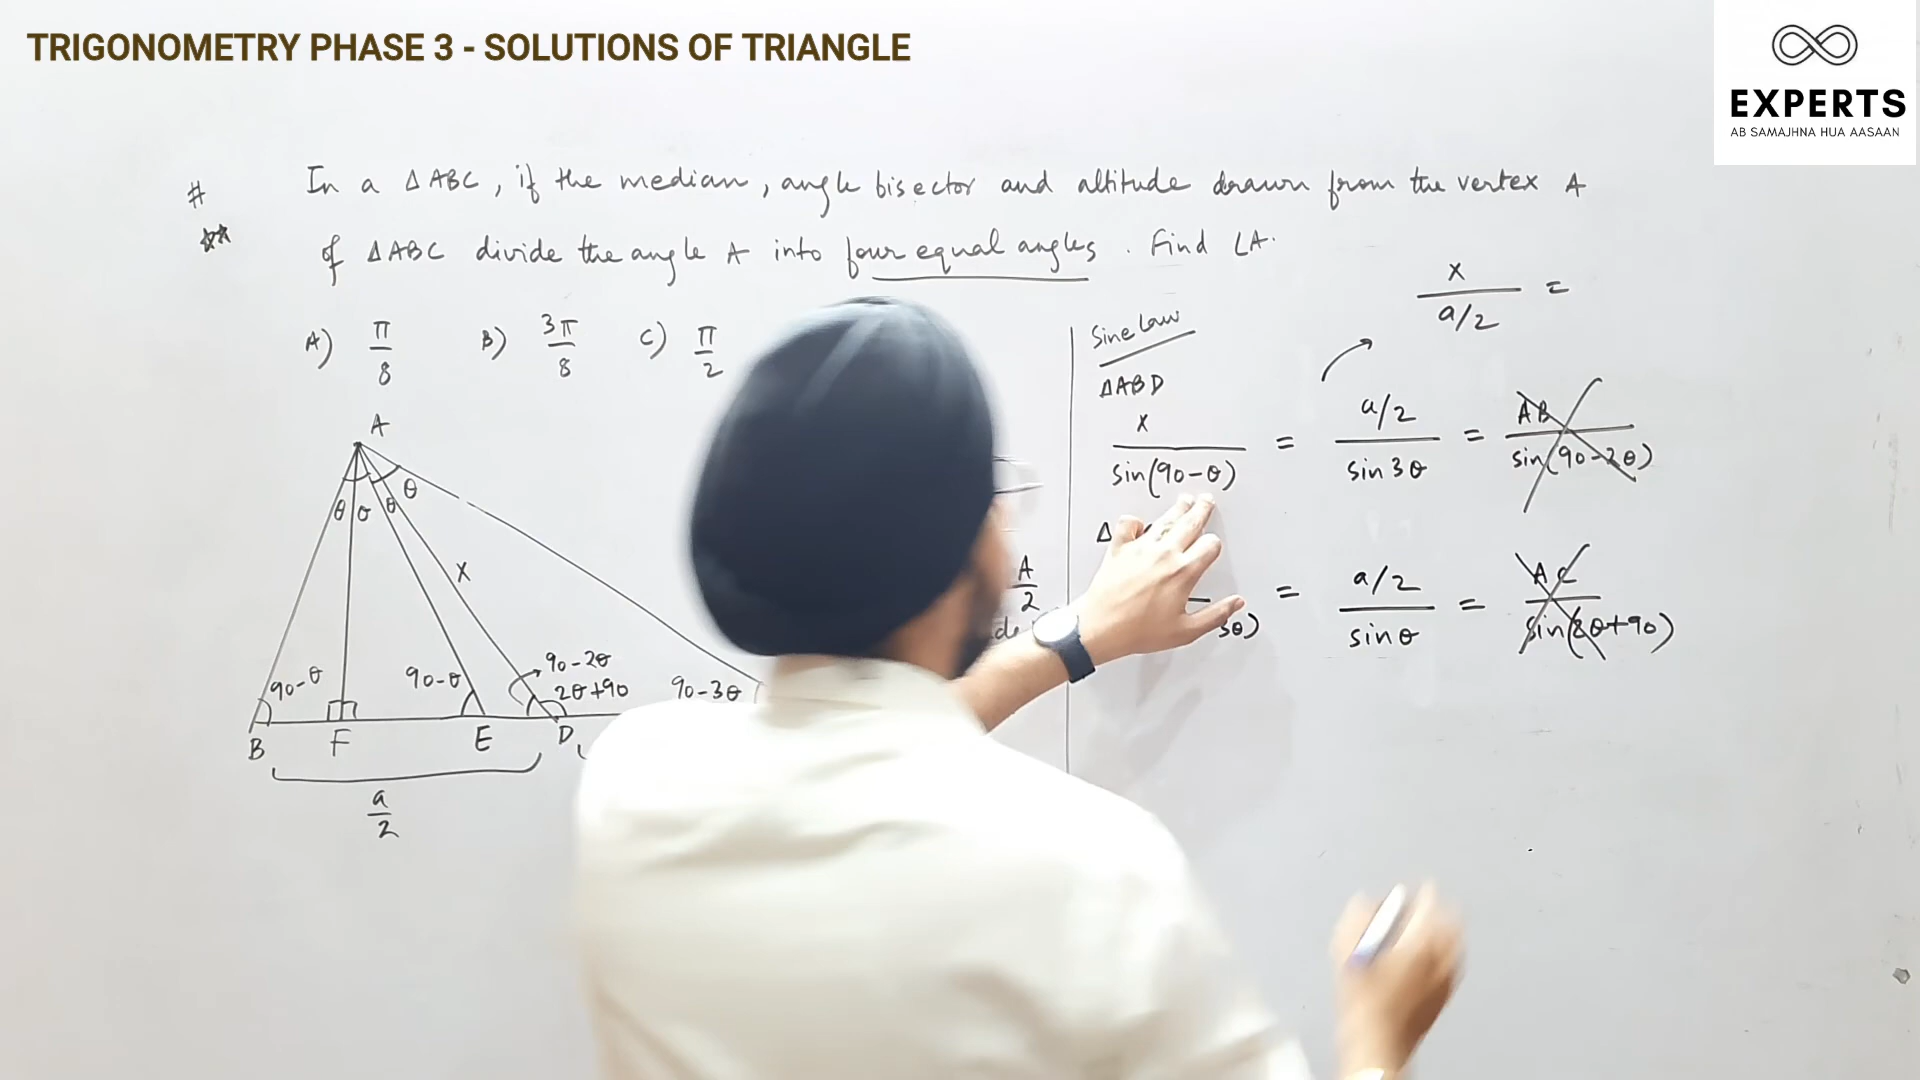 TRIGONOMETRY PHASE 3 - SOLUTIONS OF TRIANGLE
EXPERTS
AB SAMAJHNA HUA AASAAN
# In a ΔABC, if the median, angle bisector and altitude drawn from the vertex A
** of ΔABC divide the angle A into four equal angles. Find ∠A.
A) π/8 B) 3π/8 C) π/2
x/(a/2) =
Sine Law
ΔABD
x/sin(90-θ) = (a/2)/sin3θ = AB/sin(90-2θ)
Δ
3θ) = (a/2)/sinθ = AC/sin(2θ+90)
A/2
A
θ θ θ θ
x
90-θ 90-θ 90-2θ
2θ+90 90-3θ
B F E D
a/2